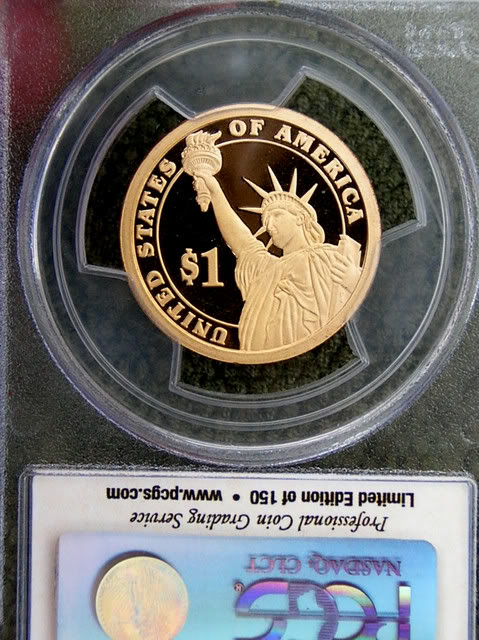 UNITED STATES OF AMERICA
$1
Limited Edition of 150 • www.pcgs.com
Professional Coin Grading Service
NASDAQ: CLCT
PCGS